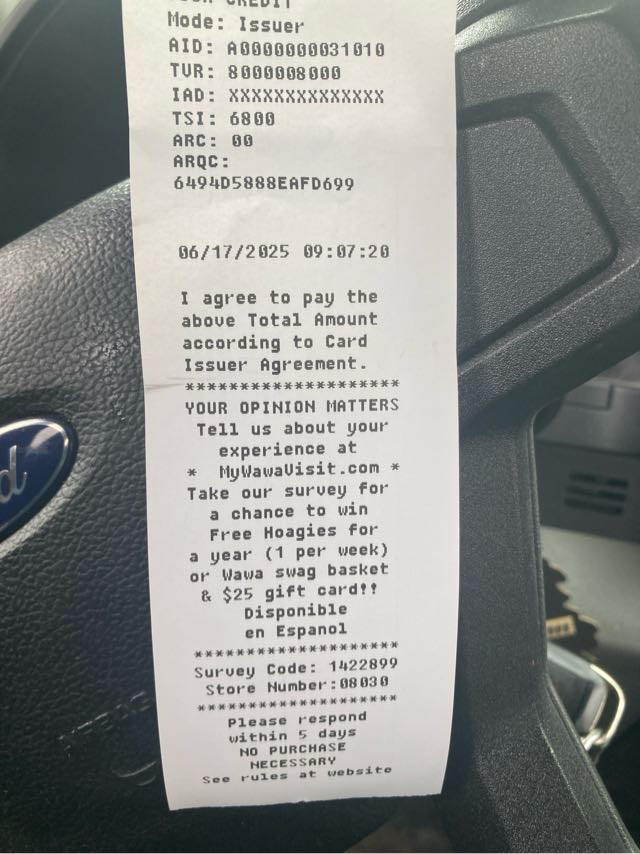 CREDIT
Mode: Issuer
AID: A0000000031010
TVR: 8000008000
IAD: XXXXXXXXXXXXXX
TSI: 6800
ARC: 00
ARQC:
6494D5888EAFD699
06/17/2025 09:07:20
I agree to pay the
above Total Amount
according to Card
Issuer Agreement.
********************
YOUR OPINION MATTERS
Tell us about your
experience at
* MyWawaVisit.com *
Take our survey for
a chance to win
Free Hoagies for
a year (1 per week)
or Wawa swag basket
& $25 gift card!!
Disponible
en Espanol
********************
Survey Code: 1422899
Store Number:08030
********************
Please respond
within 5 days
NO PURCHASE
NECESSARY
See rules at website